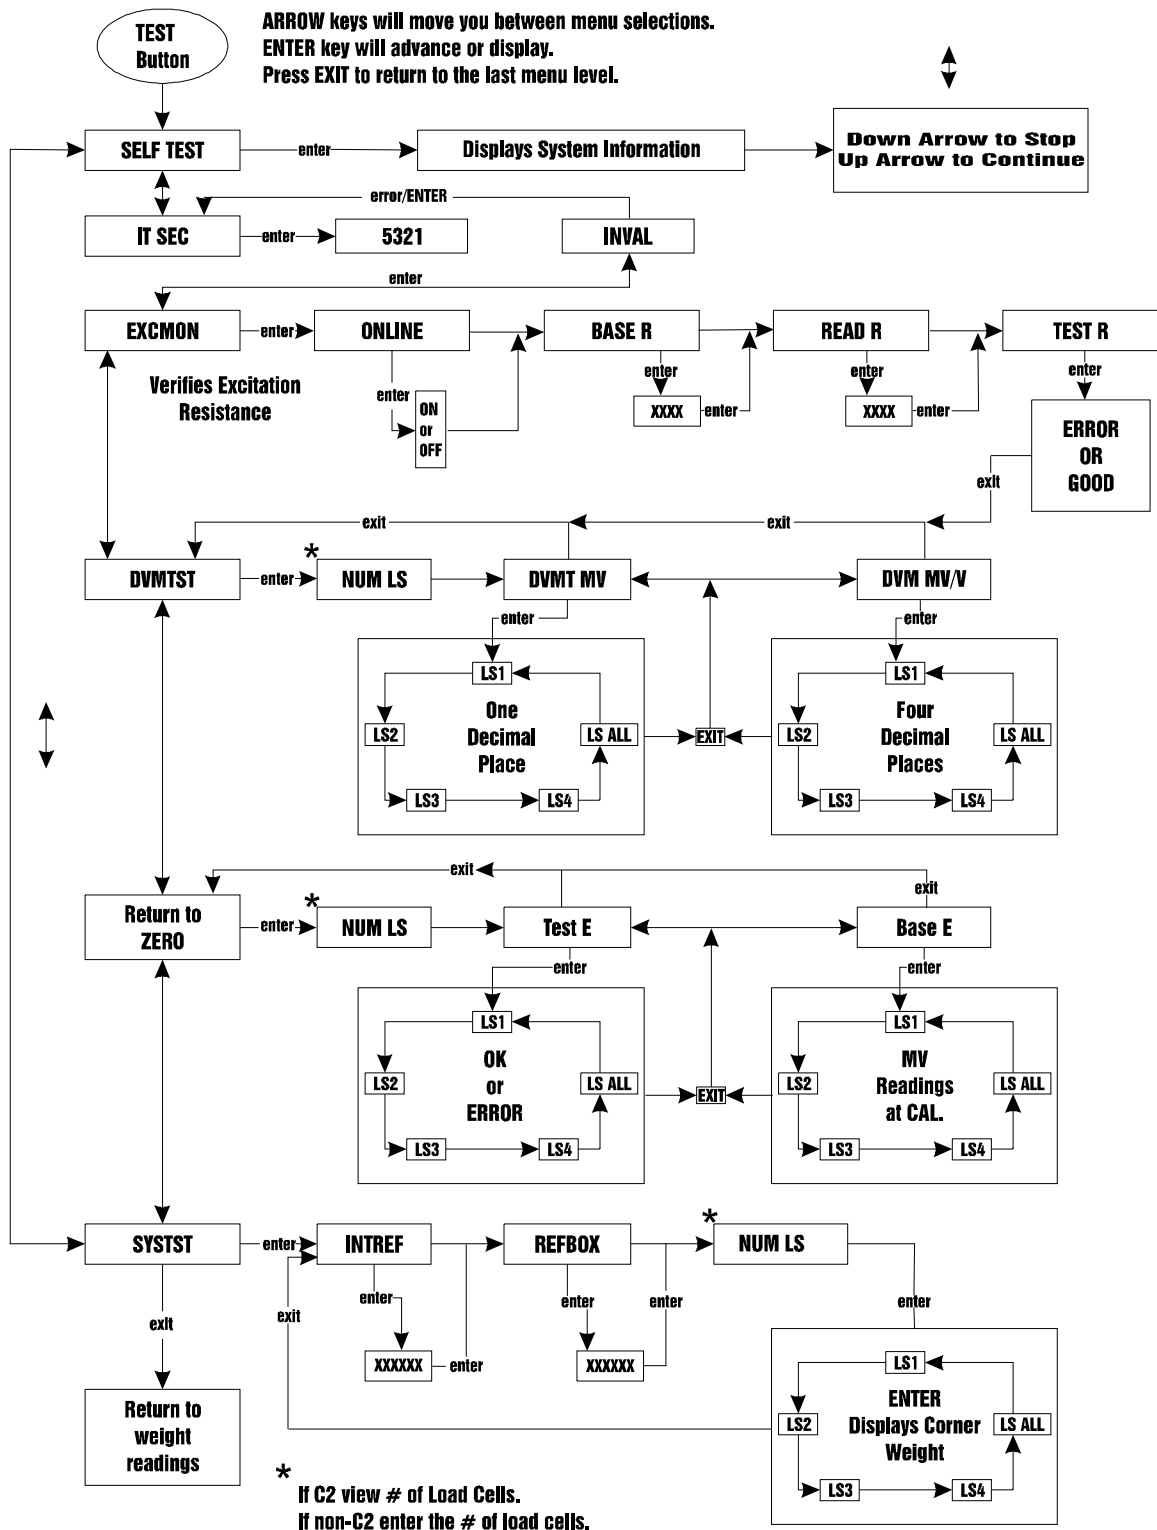 TEST
Button
ARROW keys will move you between menu selections.
ENTER key will advance or display.
Press EXIT to return to the last menu level.
SELF TEST
enter
Displays System Information
Down Arrow to Stop
Up Arrow to Continue
error/ENTER
IT SEC
enter
5321
INVAL
enter
EXCMON
enter
ONLINE
BASE R
READ R
TEST R
Verifies Excitation
Resistance
enter
ON
or
OFF
enter
XXXX
enter
enter
XXXX
enter
enter
ERROR
OR
GOOD
exit
exit
exit
DVMTST
enter
*
NUM LS
DVMT MV
DVM MV/V
enter
enter
LS1
LS2
One
Decimal
Place
LS ALL
LS3
LS4
EXIT
LS1
LS2
Four
Decimal
Places
LS ALL
LS3
LS4
exit
exit
Return to
ZERO
enter
*
NUM LS
Test E
Base E
enter
enter
LS1
LS2
OK
or
ERROR
LS ALL
LS3
LS4
EXIT
LS1
LS2
MV
Readings
at CAL.
LS ALL
LS3
LS4
SYSTST
enter
INTREF
REFBOX
*
NUM LS
exit
exit
enter
XXXXXX
enter
enter
XXXXXX
enter
enter
Return to
weight
readings
LS1
LS2
ENTER
Displays Corner
Weight
LS ALL
LS3
LS4
*
If C2 view # of Load Cells.
If non-C2 enter the # of load cells.